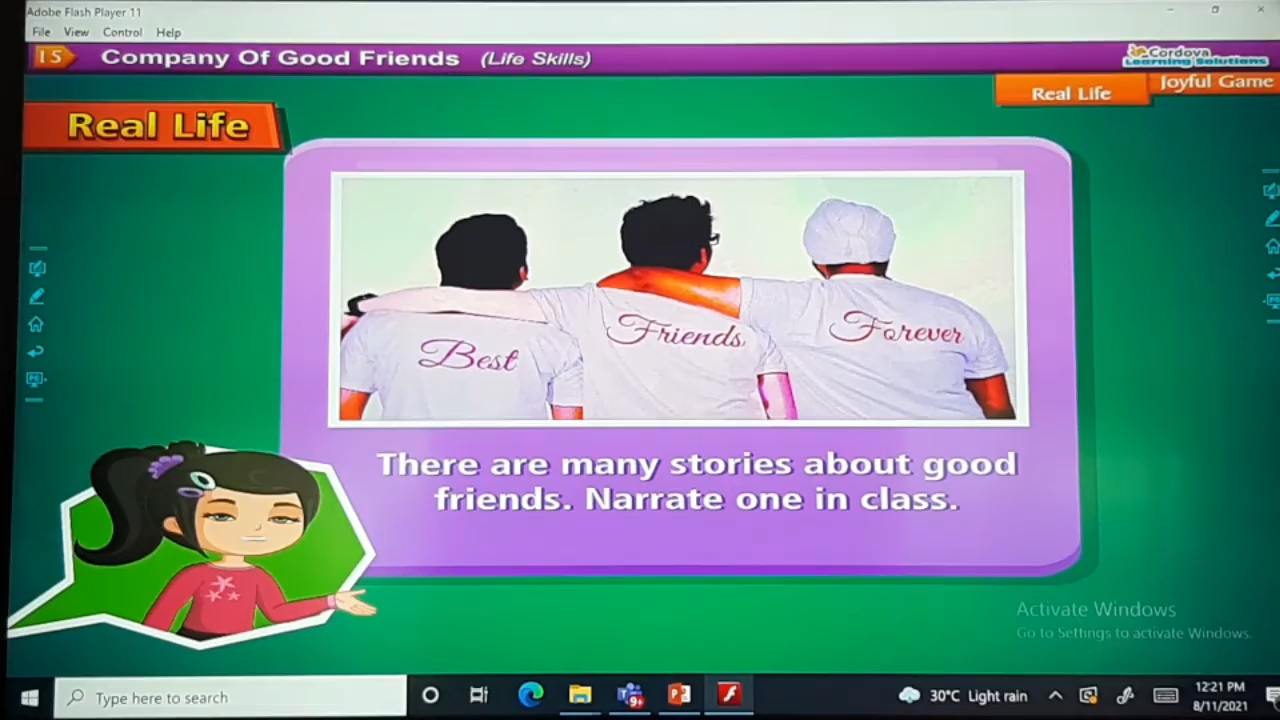 Adobe Flash Player 11
File View Control Help
15 Company Of Good Friends (Life Skills)
Cordova
Learning Solutions
Real Life
Joyful Game
Real Life
Best
Friends
Forever
There are many stories about good
friends. Narrate one in class.
Activate Windows
Go to Settings to activate Windows.
Type here to search
9+
30°C Light rain
12:21 PM
8/11/2021